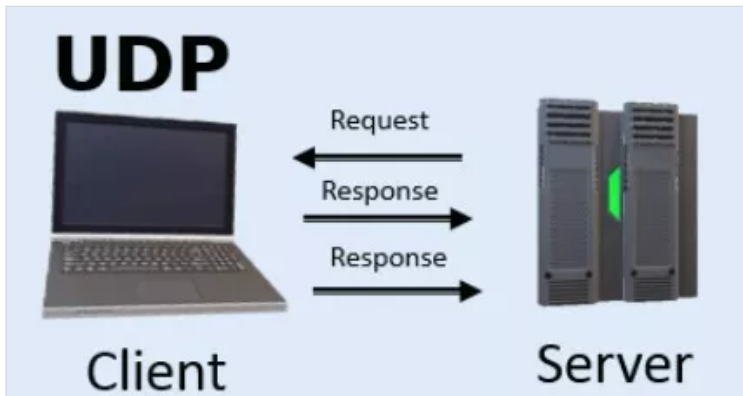 UDP
Request
Response
Response
Client
Server